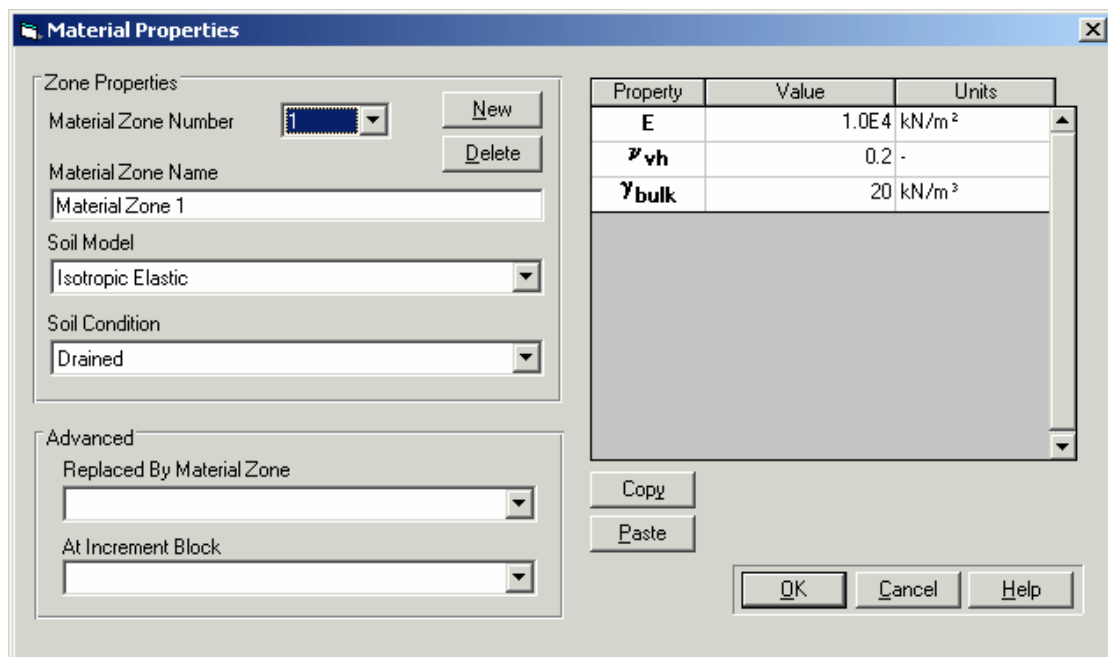 Material Properties
Zone Properties
Material Zone Number 1
New
Delete
Material Zone Name
Material Zone 1
Soil Model
Isotropic Elastic
Soil Condition
Drained
Advanced
Replaced By Material Zone
At Increment Block
Property Value Units
E 1.0E4 kN/m²
νvh 0.2 -
γbulk 20 kN/m³
Copy
Paste
OK Cancel Help